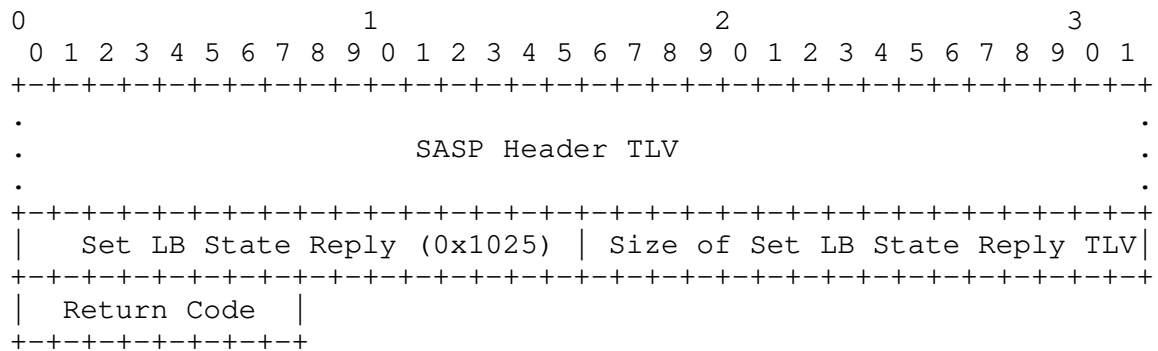 0                   1                   2                   3
 0 1 2 3 4 5 6 7 8 9 0 1 2 3 4 5 6 7 8 9 0 1 2 3 4 5 6 7 8 9 0 1
+-+-+-+-+-+-+-+-+-+-+-+-+-+-+-+-+-+-+-+-+-+-+-+-+-+-+-+-+-+-+-+-+
.                                                               .
.                      SASP Header TLV                          .
.                                                               .
+-+-+-+-+-+-+-+-+-+-+-+-+-+-+-+-+-+-+-+-+-+-+-+-+-+-+-+-+-+-+-+-+
|   Set LB State Reply (0x1025) | Size of Set LB State Reply TLV|
+-+-+-+-+-+-+-+-+-+-+-+-+-+-+-+-+-+-+-+-+-+-+-+-+-+-+-+-+-+-+-+-+
|  Return Code  |
+-+-+-+-+-+-+-+-+